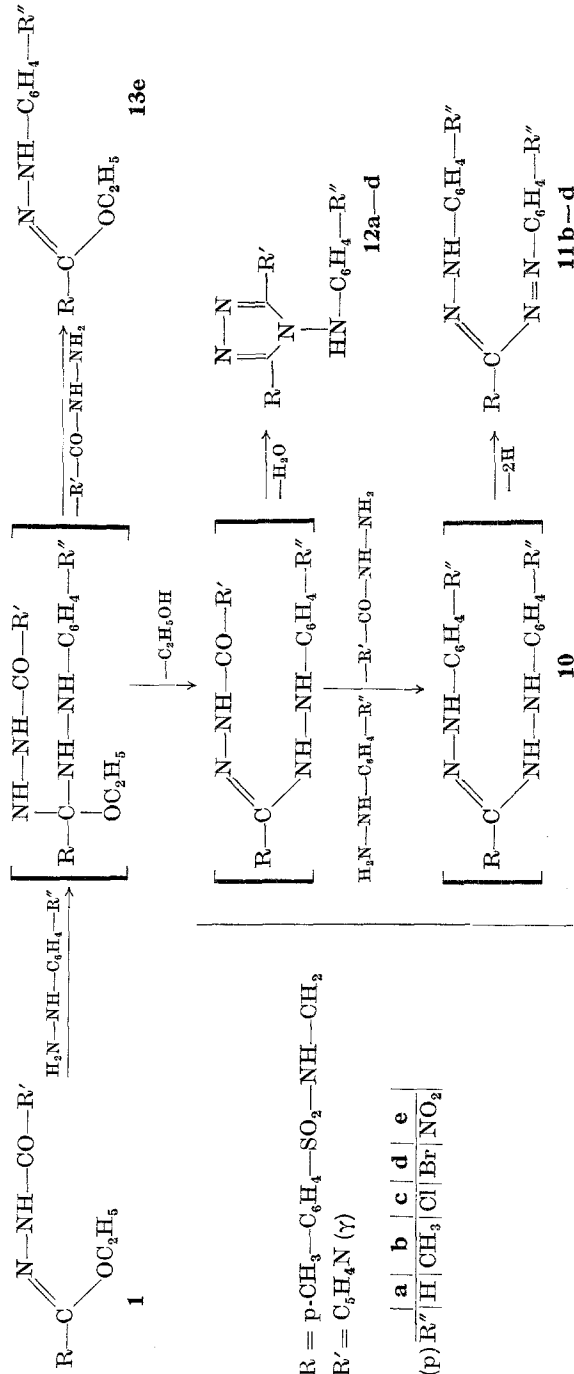 NH—NH—CO—R′
N—NH—CO—R′
R—C
OC₂H₅
1
H₂N—NH—C₆H₄—R″
R—C—NH—NH—C₆H₄—R″
OC₂H₅
—R′—CO—NH—NH₂
N—NH—C₆H₄—R″
R—C
OC₂H₅
13e
—C₂H₅OH
R = p-CH₃—C₆H₄—SO₂—NH—CH₂
R′ = C₅H₄N (γ)
a b c d e
(p) R″ H CH₃ Cl Br NO₂
N—NH—CO—R′
R—C
NH—NH—C₆H₄—R″
—H₂O
N—N
R R′
N
HN—C₆H₄—R″
12a—d
H₂N—NH—C₆H₄—R″ —R′—CO—NH—NH₂
N—NH—C₆H₄—R″
R—C
NH—NH—C₆H₄—R″
10
—2H
N—NH—C₆H₄—R″
R—C
N=N—C₆H₄—R″
11b—d